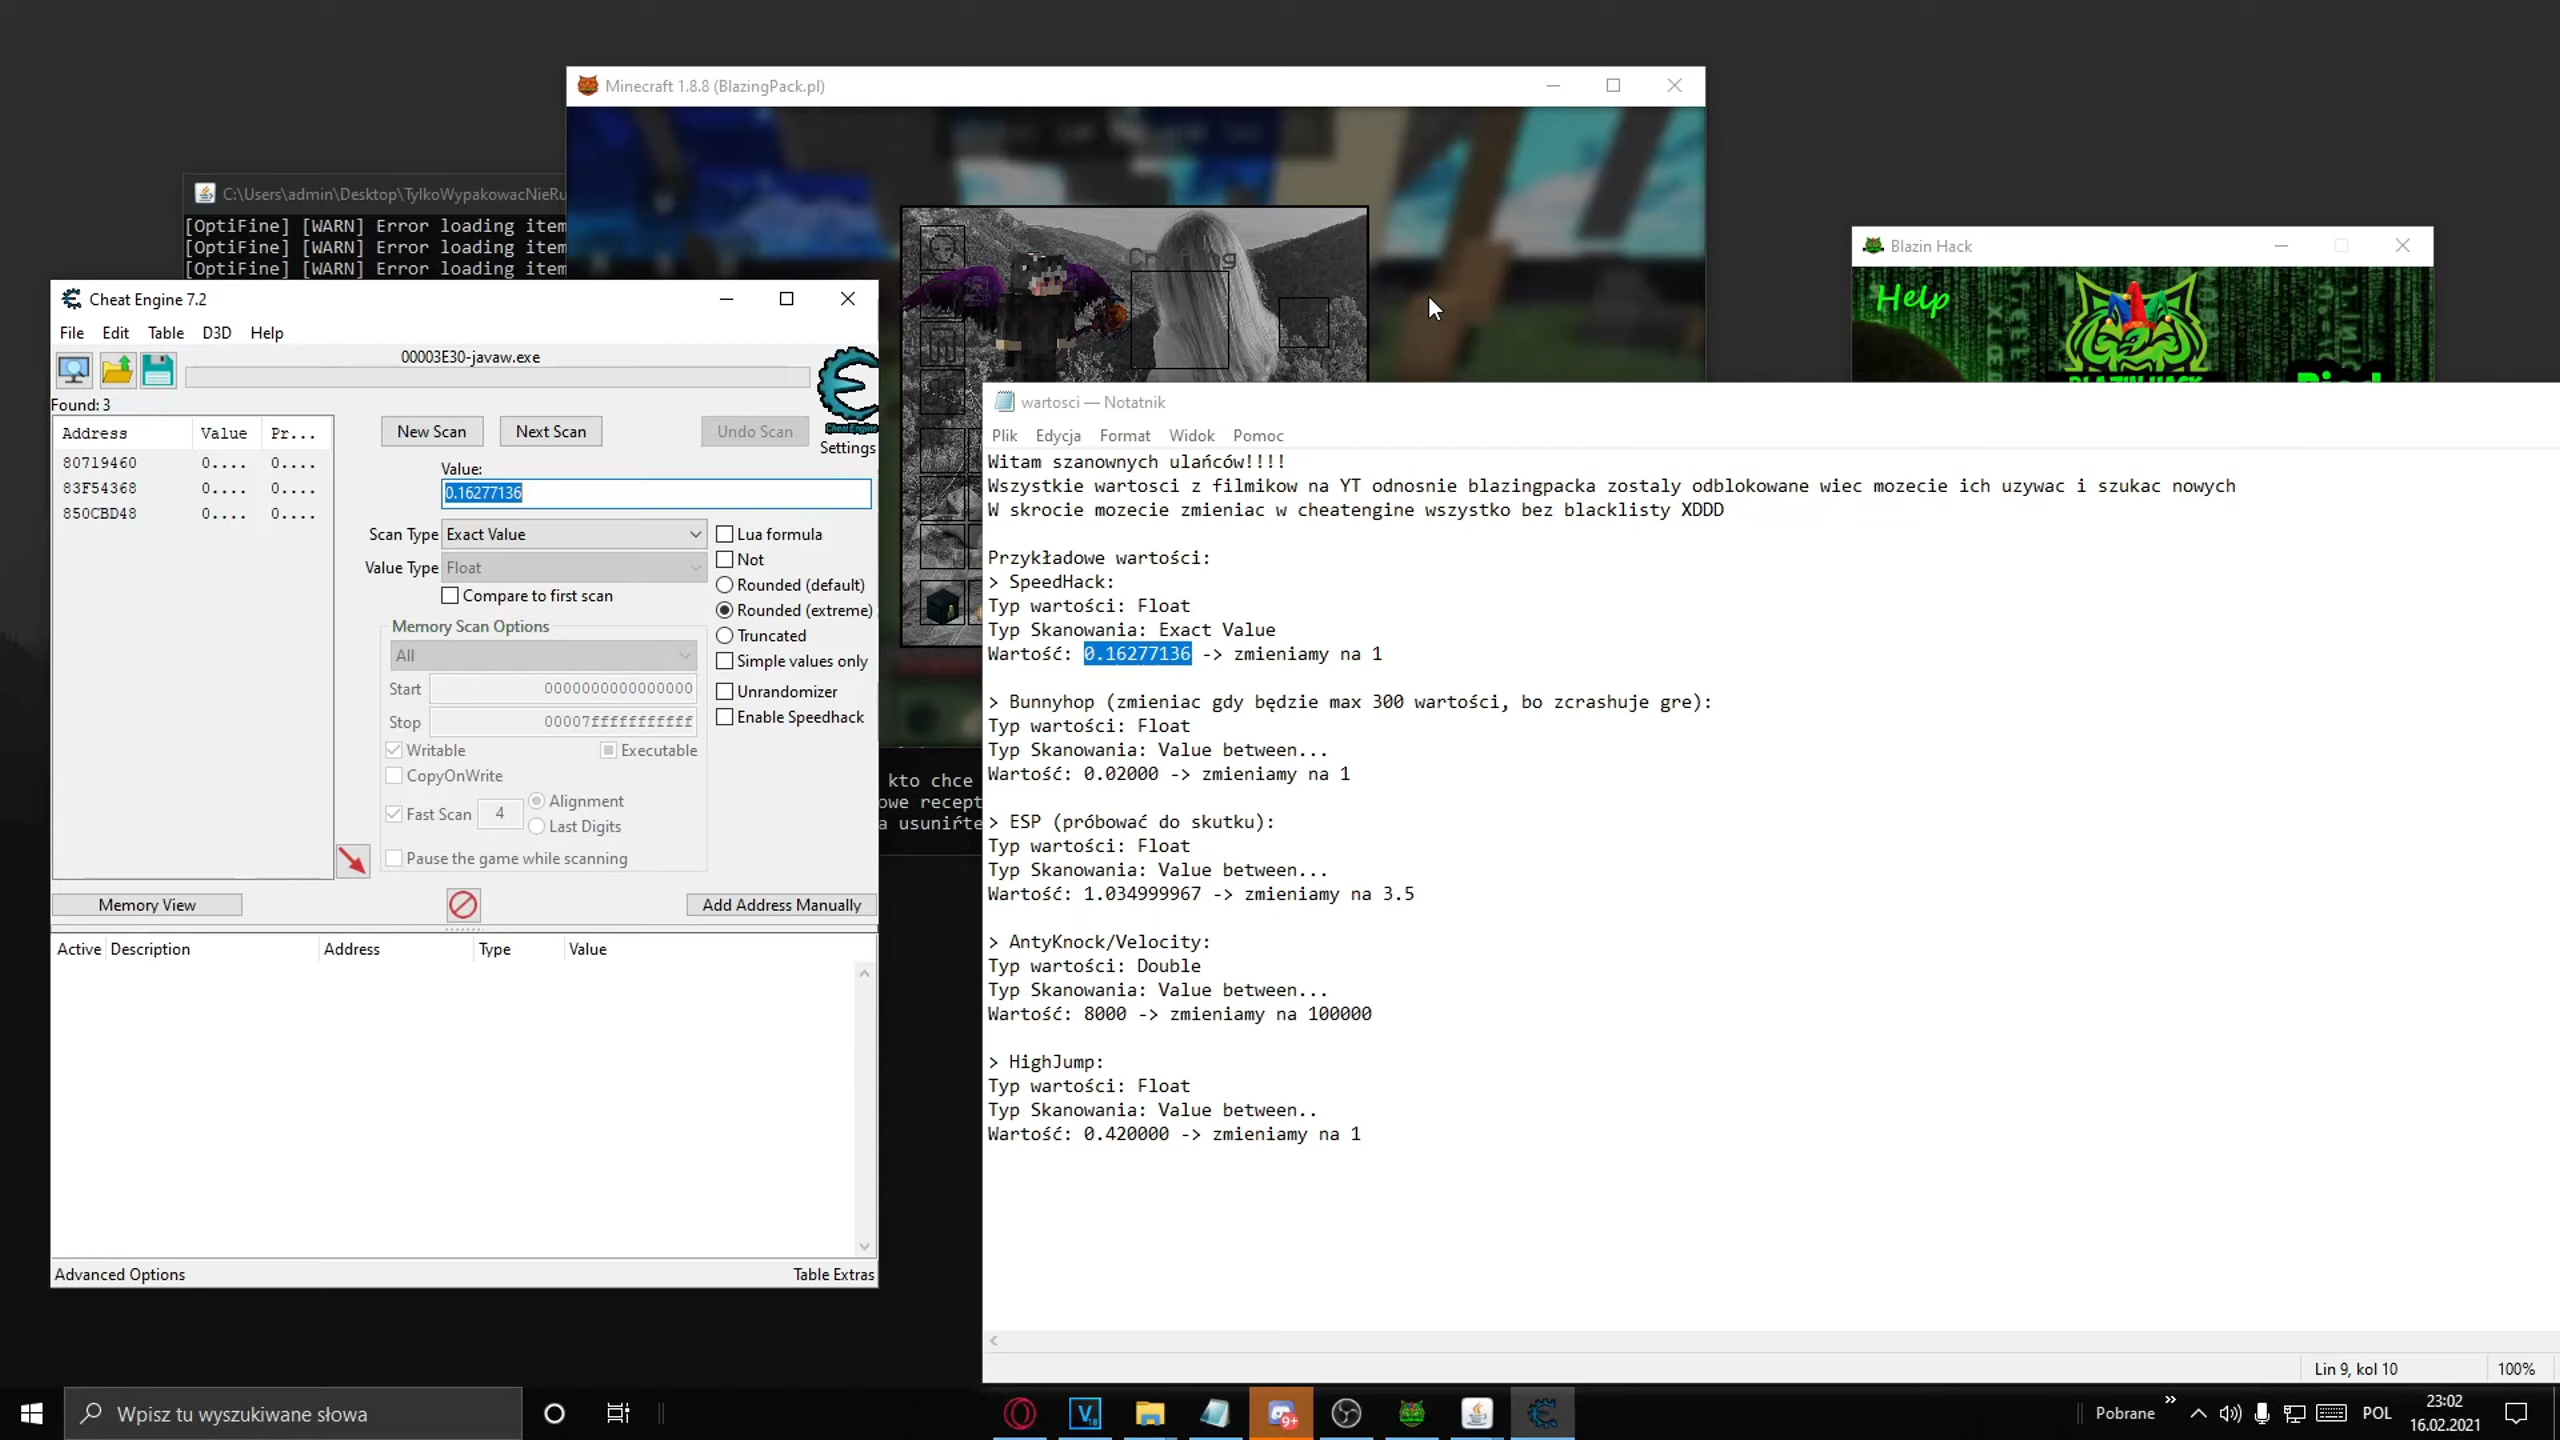 Minecraft 1.8.8 (BlazingPack.pl)
C:\Users\admin\Desktop\TylkoWypakowacNieRu
[OptiFine] [WARN] Error loading item
[OptiFine] [WARN] Error loading item
[OptiFine] [WARN] Error loading item
Crafting
Blazin Hack
Help
BLAZIN HACK
Bind
Cheat Engine 7.2
File Edit Table D3D Help
00003E30-javaw.exe
Found: 3
Address Value Pr...
80719460 0.... 0....
83F54368 0.... 0....
850CBD48 0.... 0....
New Scan Next Scan Undo Scan
Cheat Engine
Settings
Value:
0.16277136
Scan Type Exact Value
Value Type Float
Compare to first scan
Lua formula
Not
Rounded (default)
Rounded (extreme)
Truncated
Simple values only
Unrandomizer
Enable Speedhack
Memory Scan Options
All
Start 0000000000000000
Stop 00007fffffffffff
Writable Executable
CopyOnWrite
Fast Scan 4 Alignment
Last Digits
Pause the game while scanning
Memory View Add Address Manually
Active Description Address Type Value
Advanced Options Table Extras
kto chce
owe recept
a usunířte
wartosci — Notatnik
Plik Edycja Format Widok Pomoc
Witam szanownych ulańców!!!!
Wszystkie wartosci z filmikow na YT odnosnie blazingpacka zostaly odblokowane wiec mozecie ich uzywac i szukac nowych
W skrocie mozecie zmieniac w cheatengine wszystko bez blacklisty XDDD
Przykładowe wartości:
> SpeedHack:
Typ wartości: Float
Typ Skanowania: Exact Value
Wartość: 0.16277136 -> zmieniamy na 1
> Bunnyhop (zmieniac gdy będzie max 300 wartości, bo zcrashuje gre):
Typ wartości: Float
Typ Skanowania: Value between...
Wartość: 0.02000 -> zmieniamy na 1
> ESP (próbować do skutku):
Typ wartości: Float
Typ Skanowania: Value between...
Wartość: 1.034999967 -> zmieniamy na 3.5
> AntyKnock/Velocity:
Typ wartości: Double
Typ Skanowania: Value between...
Wartość: 8000 -> zmieniamy na 100000
> HighJump:
Typ wartości: Float
Typ Skanowania: Value between..
Wartość: 0.420000 -> zmieniamy na 1
Lin 9, kol 10 100%
Wpisz tu wyszukiwane słowa
9+
Pobrane
POL
23:02
16.02.2021